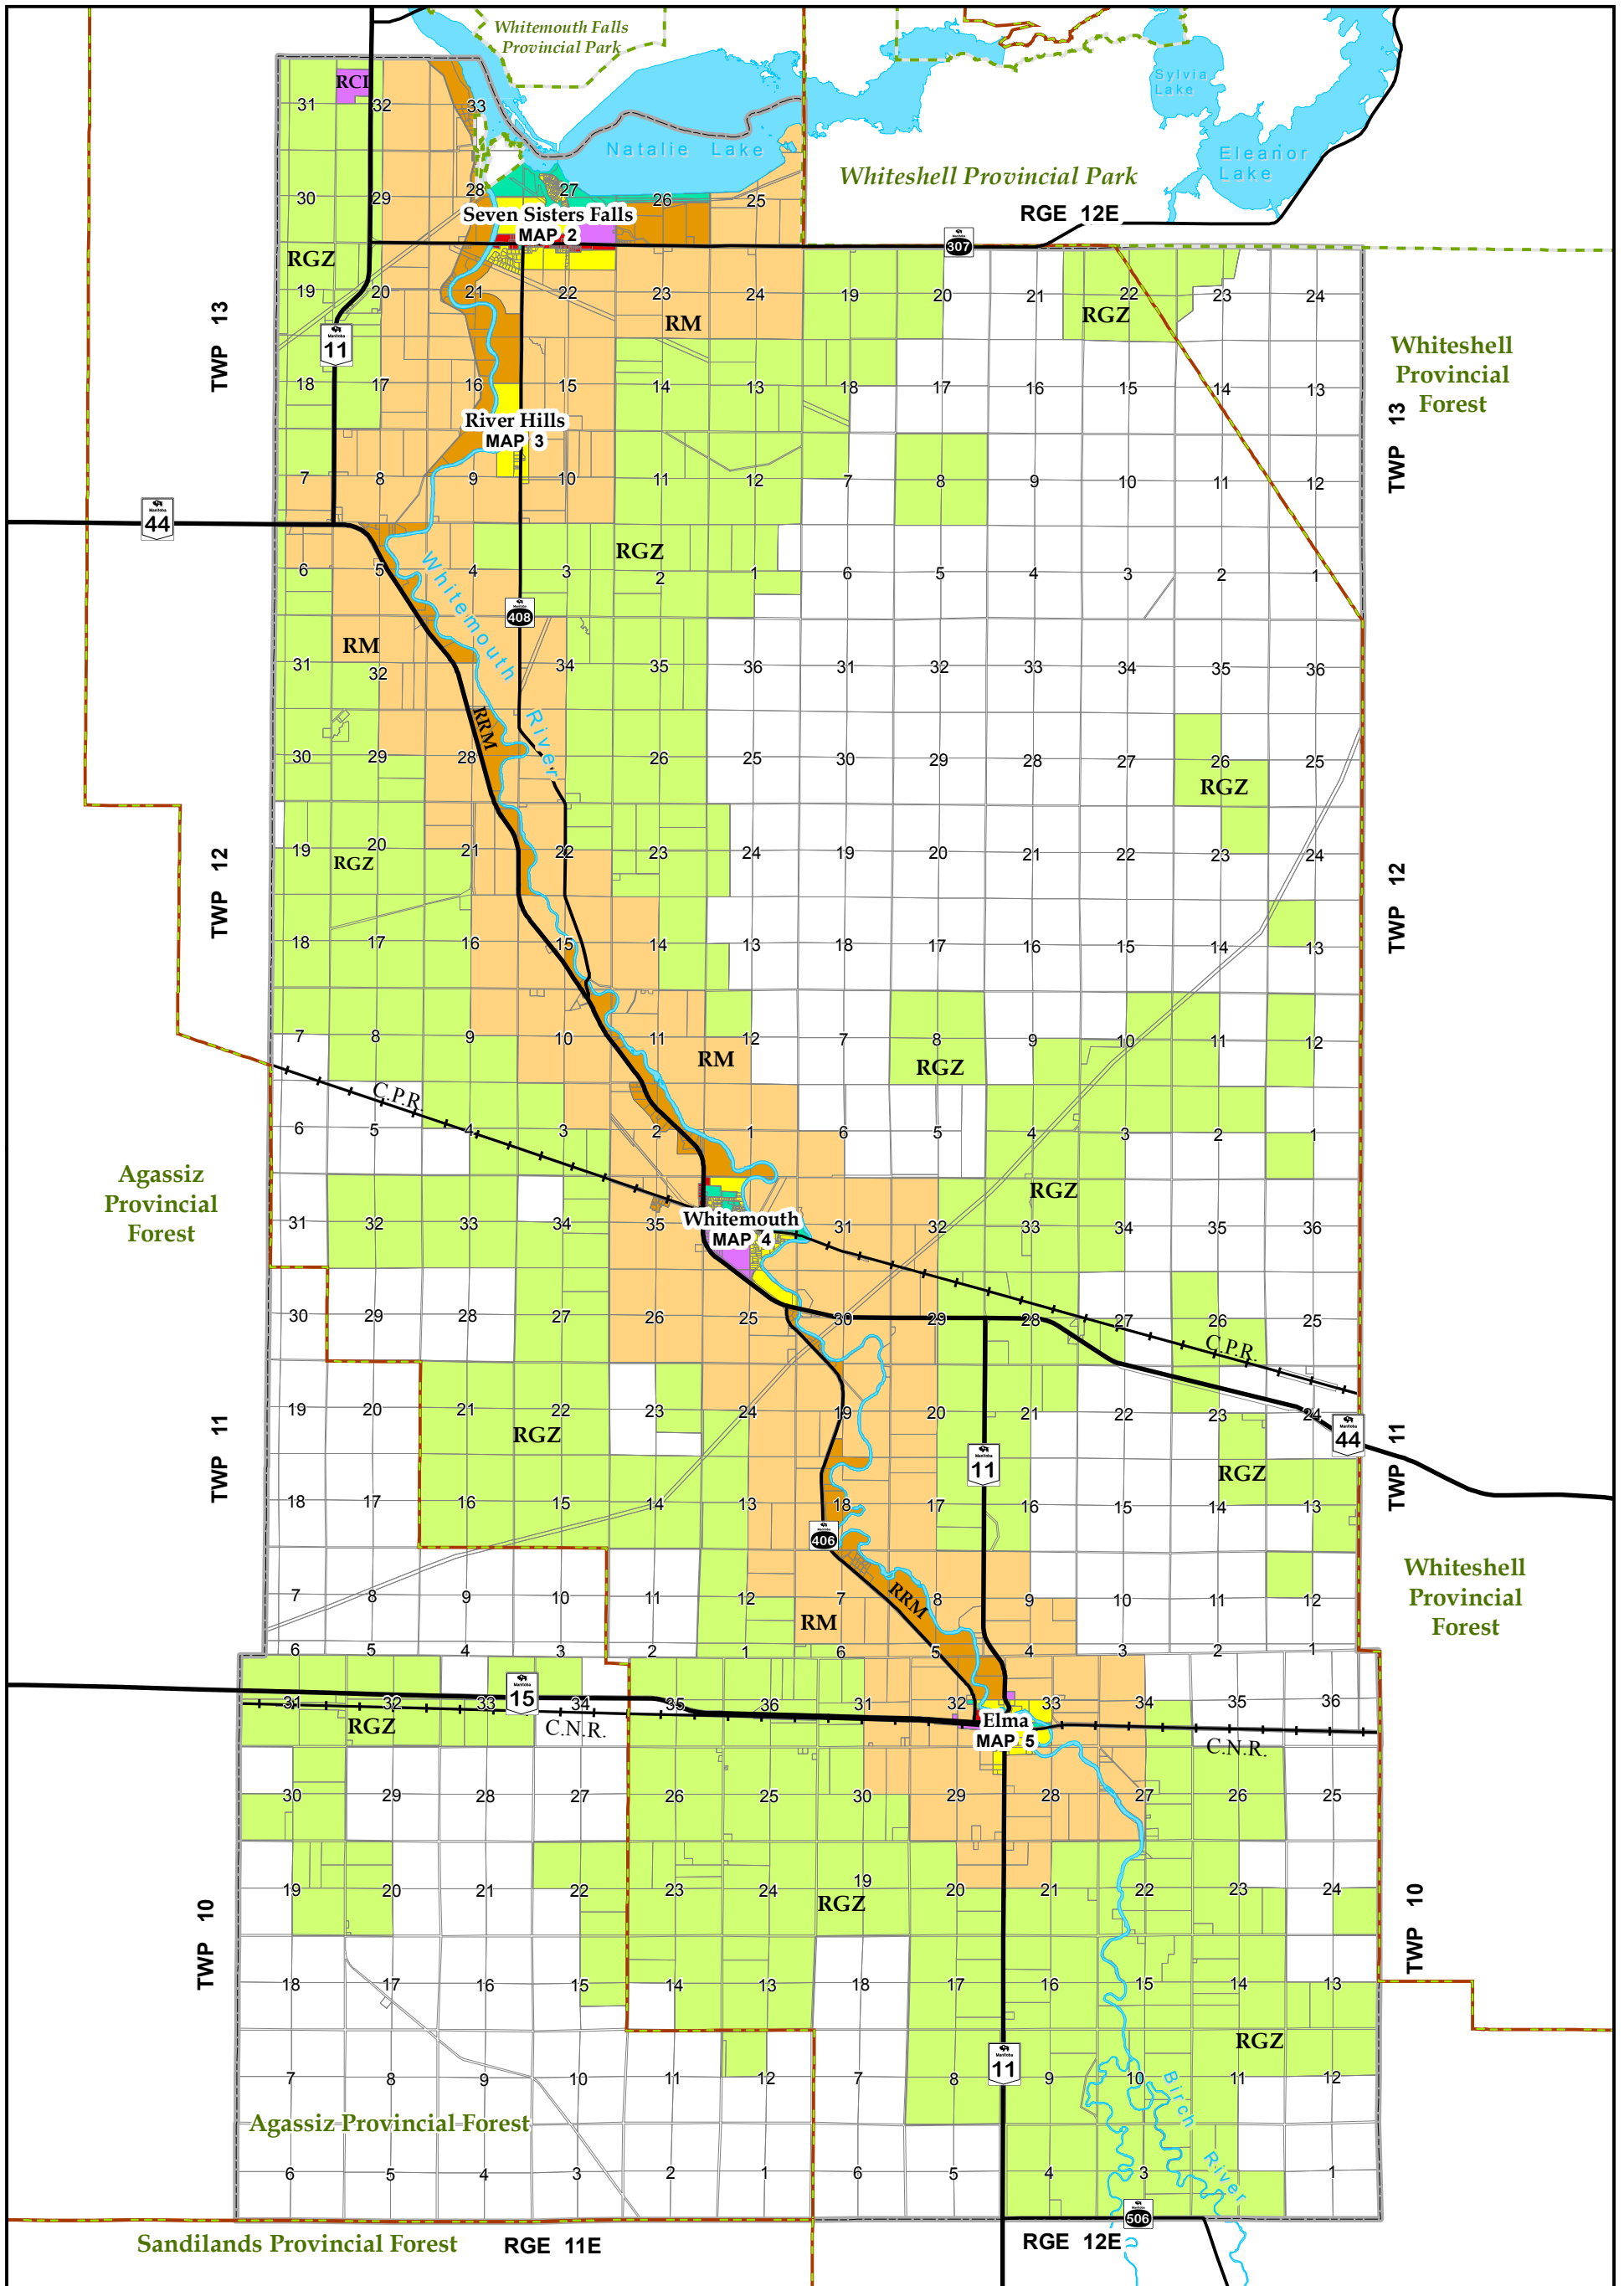 Whitemouth Falls
Provincial Park
Sylvia
Lake
Natalie Lake
Eleanor
Lake
Whiteshell Provincial Park
RGE 12E
RCI
31 32 33
30 29 28 27 26 25
Seven Sisters Falls
MAP 2
Manitoba
307
RGZ
19 20 21 22 23 24 19 20 21 22 23 24
RM
RGZ
TWP 13
Manitoba
11
Whiteshell
Provincial
Forest
TWP 13
18 17 16 15 14 13 18 17 16 15 14 13
River Hills
MAP 3
7 8 9 10 11 12 7 8 9 10 11 12
Manitoba
44
RGZ
6 5 4 3 2 1 6 5 4 3 2 1
Whitemouth River
Manitoba
408
RM
31 32 34 35 36 31 32 33 34 35 36
RRM
30 29 28 26 25 30 29 28 27 26 25
RGZ
19 20 21 22 23 24 19 20 21 22 23 24
RGZ
TWP 12
TWP 12
18 17 16 15 14 13 18 17 16 15 14 13
7 8 9 10 11 12 7 8 9 10 11 12
RM
RGZ
C.P.R.
6 5 4 3 2 1 6 5 4 3 2 1
Agassiz
Provincial
Forest
RGZ
31 32 33 34 35 31 32 33 34 35 36
Whitemouth
MAP 4
30 29 28 27 26 25 30 29 28 27 26 25
C.P.R.
19 20 21 22 23 24 19 20 21 22 23 24
RGZ
Manitoba
44
TWP 11
TWP 11
Manitoba
11
RGZ
18 17 16 15 14 13 18 17 16 15 14 13
Manitoba
406
Whiteshell
Provincial
Forest
7 8 9 10 11 12 7 8 9 10 11 12
RRM
RM
6 5 4 3 2 1 6 5 4 3 2 1
Manitoba
15
31 32 33 34 35 36 31 32 33 34 35 36
RGZ
C.N.R.
Elma
MAP 5
C.N.R.
30 29 28 27 26 25 30 29 28 27 26 25
19 20 21 22 23 24 19 20 21 22 23 24
RGZ
TWP 10
TWP 10
18 17 16 15 14 13 18 17 16 15 14 13
RGZ
Manitoba
11
7 8 9 10 11 12 7 8 9 10 11 12
Birch River
Agassiz Provincial Forest
6 5 4 3 2 1 6 5 4 3 1
Manitoba
506
Sandilands Provincial Forest
RGE 11E
RGE 12E